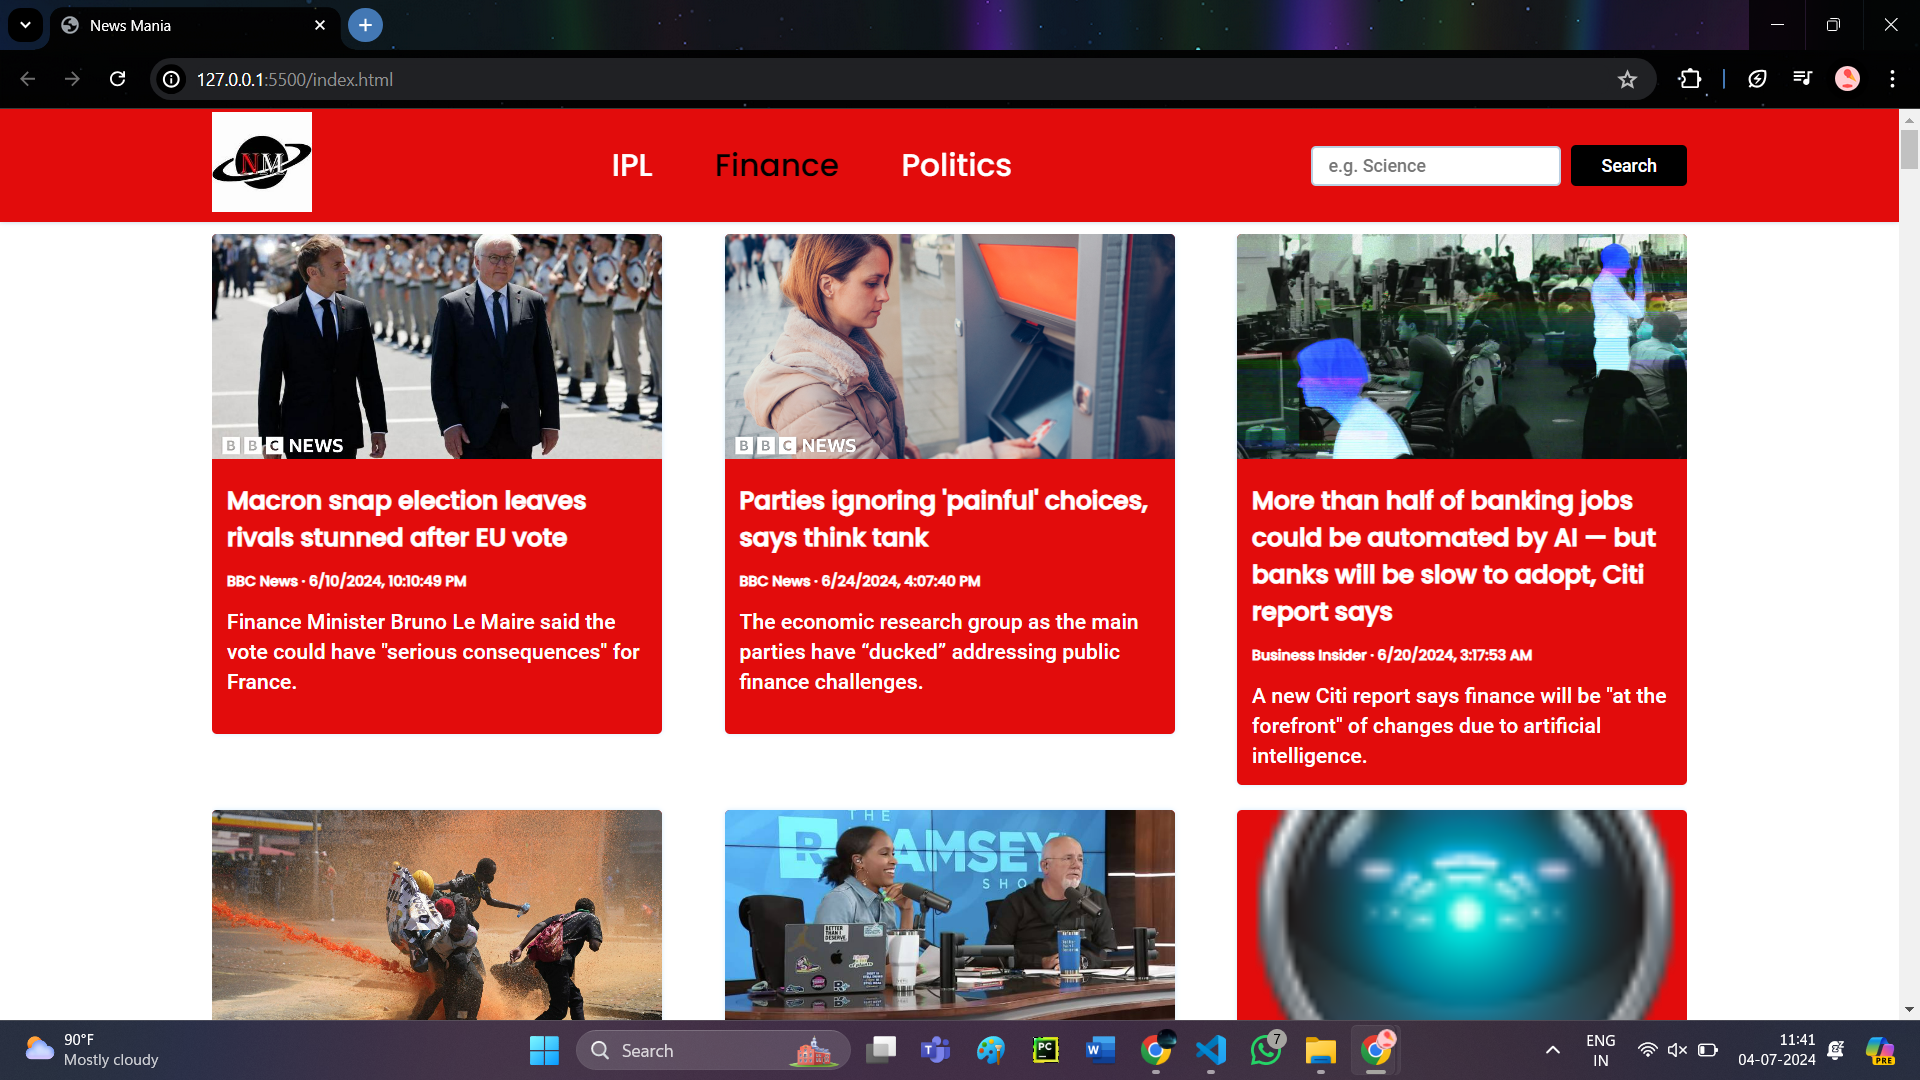 News Mania
127.0.0.1:5500/index.html
NM
IPL
Finance
Politics
e.g. Science
Search
BBC NEWS
BBC NEWS
Macron snap election leaves
rivals stunned after EU vote
BBC News · 6/10/2024, 10:10:49 PM
Finance Minister Bruno Le Maire said the
vote could have "serious consequences" for
France.
Parties ignoring 'painful' choices,
says think tank
BBC News · 6/24/2024, 4:07:40 PM
The economic research group as the main
parties have “ducked” addressing public
finance challenges.
More than half of banking jobs
could be automated by AI — but
banks will be slow to adopt, Citi
report says
Business Insider · 6/20/2024, 3:17:53 AM
A new Citi report says finance will be "at the
forefront" of changes due to artificial
intelligence.
THE
R RAMSEY
SHO
BETTER
THAN I
DESERVE
90°F
Mostly cloudy
Search
T
PC
W
7
ENG
IN
11:41
04-07-2024
PRE